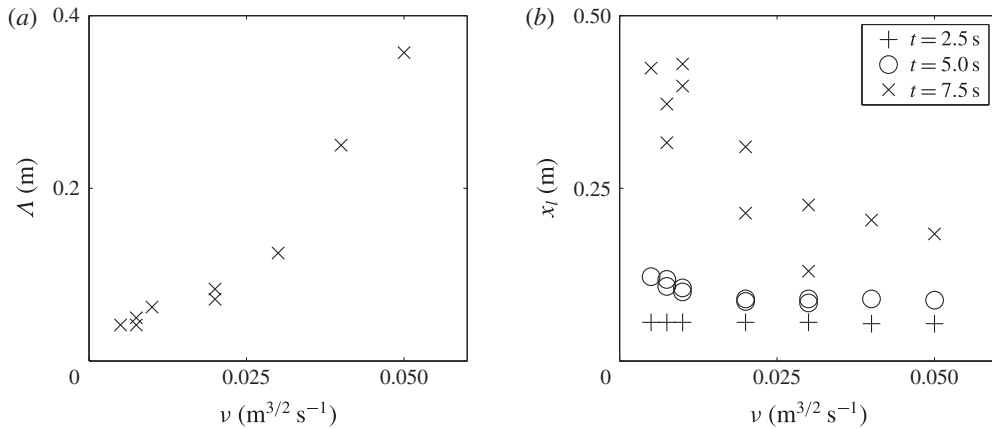 (a)
0.4
0.2
0
0.025
0.050
Λ (m)
ν (m^{3/2} s^{−1})
(b)
0.50
0.25
0
0.025
0.050
x_l (m)
ν (m^{3/2} s^{−1})
t = 2.5 s
t = 5.0 s
t = 7.5 s